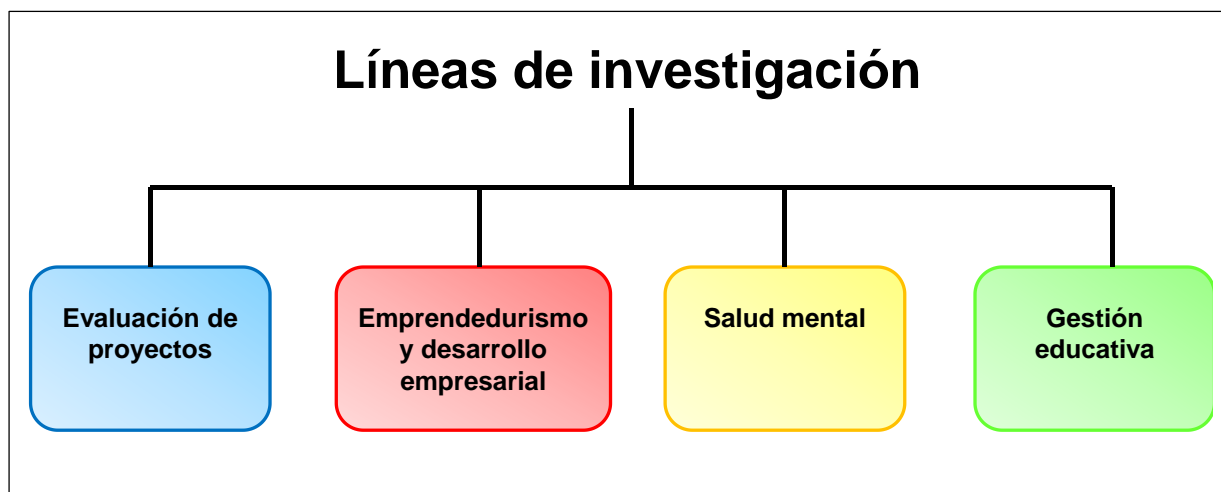 Líneas de investigación
Evaluación de
proyectos
Emprendedurismo
y desarrollo
empresarial
Salud mental
Gestión
educativa